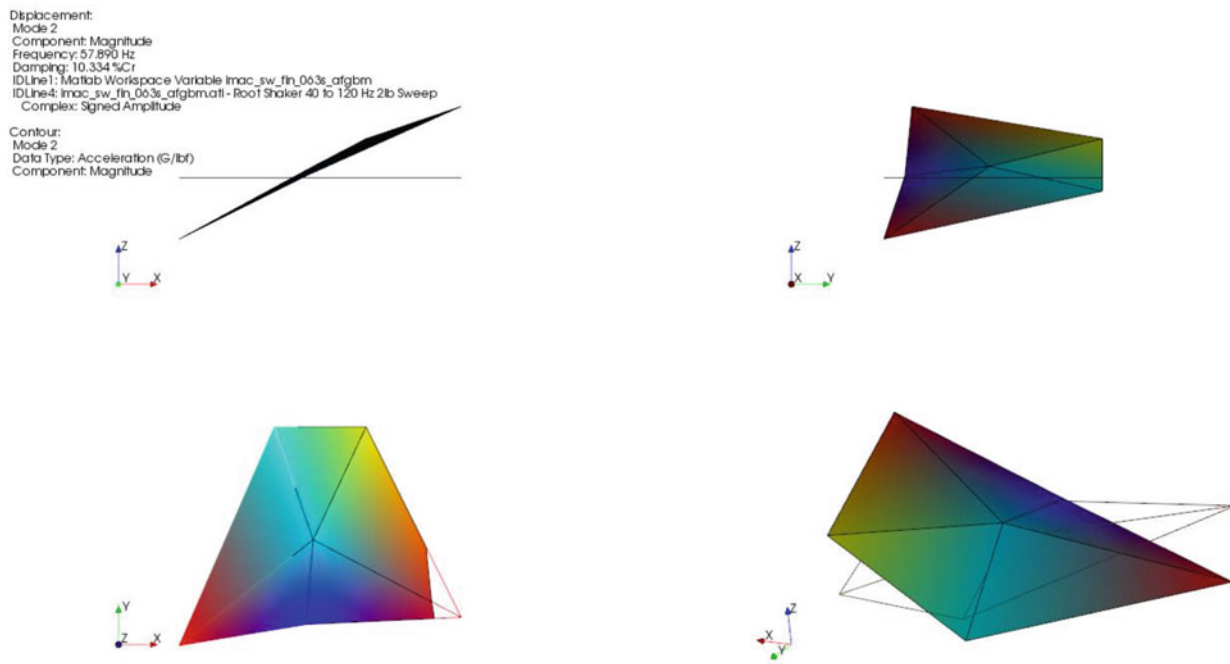 Displacement:
Mode 2
Component: Magnitude
Frequency: 57.890 Hz
Damping: 10.334 %Cr
IDLine1: Matlab Workspace Variable imac_sw_fin_063s_afgbm
IDLine4: imac_sw_fin_063s_afgbm.ati - Root Shaker 40 to 120 Hz 2lb Sweep
Complex: Signed Amplitude
Contour:
Mode 2
Data Type: Acceleration (G/lbf)
Component: Magnitude
Z
Y X
Z
X Y
Y
Z X
Z
X
Y